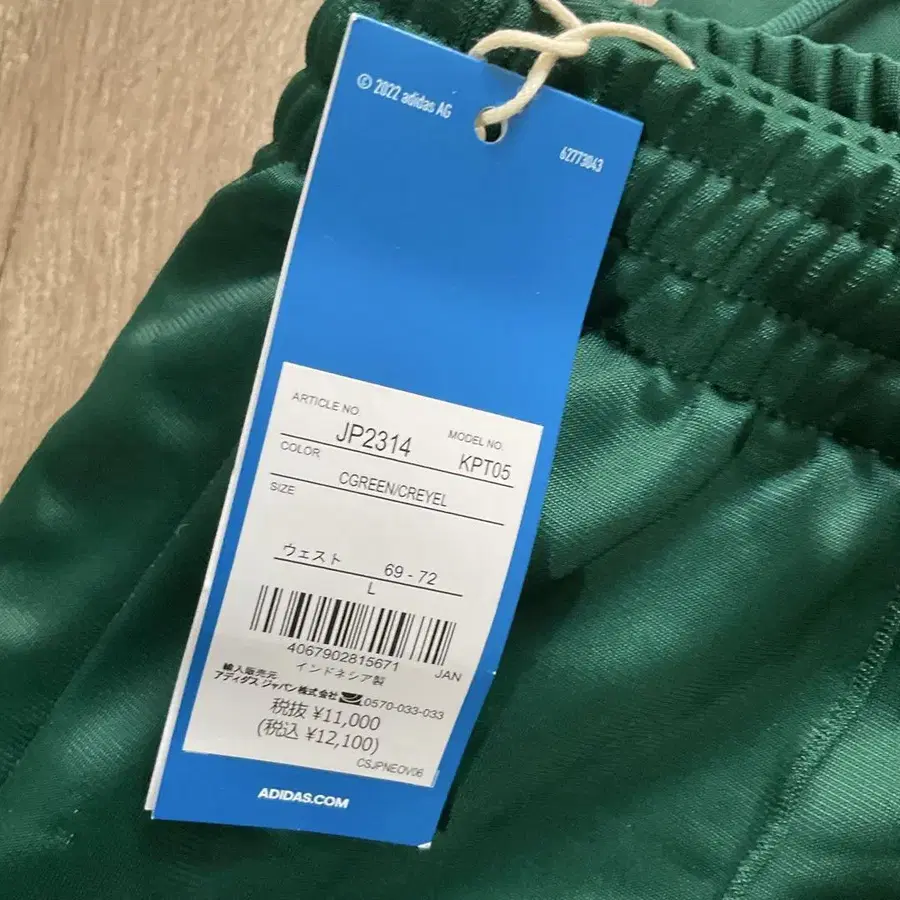 © 2022 adidas AG
62773043
ARTICLE NO.
JP2314
MODEL NO.
KPT05
COLOR
CGREEN/CREYEL
SIZE
ウェスト 69 - 72
L
4067902815671
JAN
インドネシア製
輸入販売元
アディダス ジャパン株式会社 0570-033-033
税抜 ¥11,000
(税込 ¥12,100)
CSJPNEOV06
ADIDAS.COM